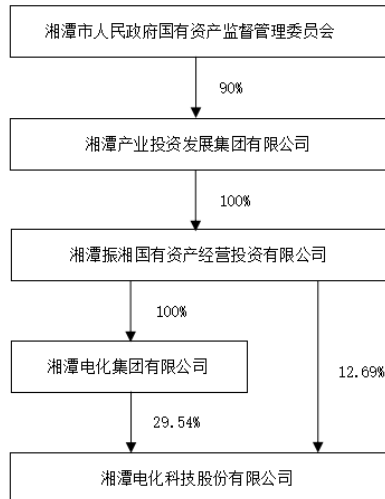 湘潭市人民政府国有资产监督管理委员会
90%
湘潭产业投资发展集团有限公司
100%
湘潭振湘国有资产经营投资有限公司
100%
湘潭电化集团有限公司
12.69%
29.54%
湘潭电化科技股份有限公司